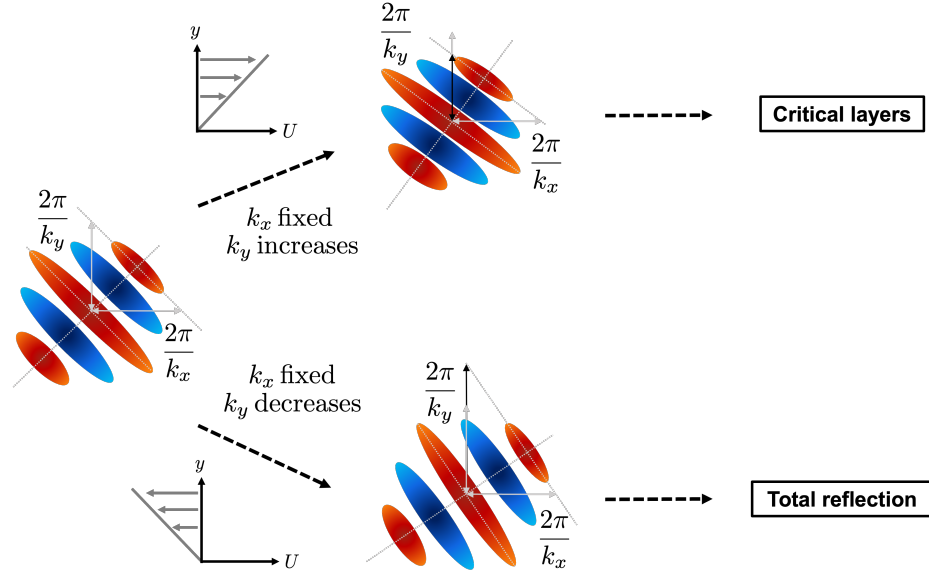 y
U
2π
k_y
2π
k_x
Critical layers
k_x fixed
k_y increases
2π
k_y
2π
k_x
k_x fixed
k_y decreases
2π
k_y
2π
k_x
y
U
Total reflection